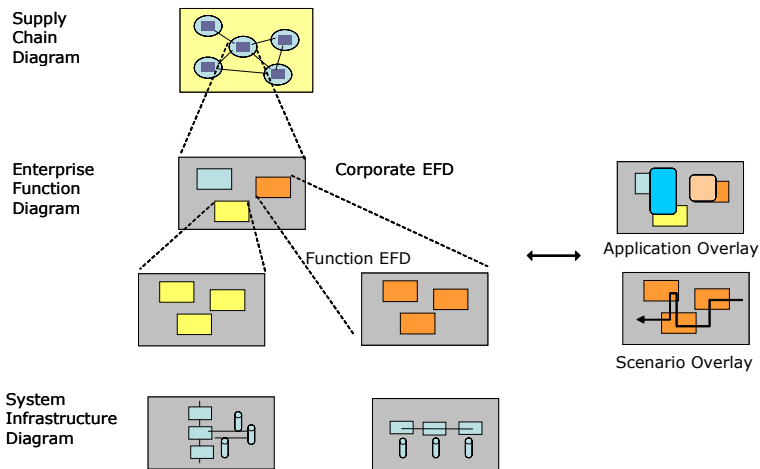 Supply
Chain
Diagram
Enterprise
Function
Diagram
Corporate EFD
Function EFD
Application Overlay
Scenario Overlay
System
Infrastructure
Diagram